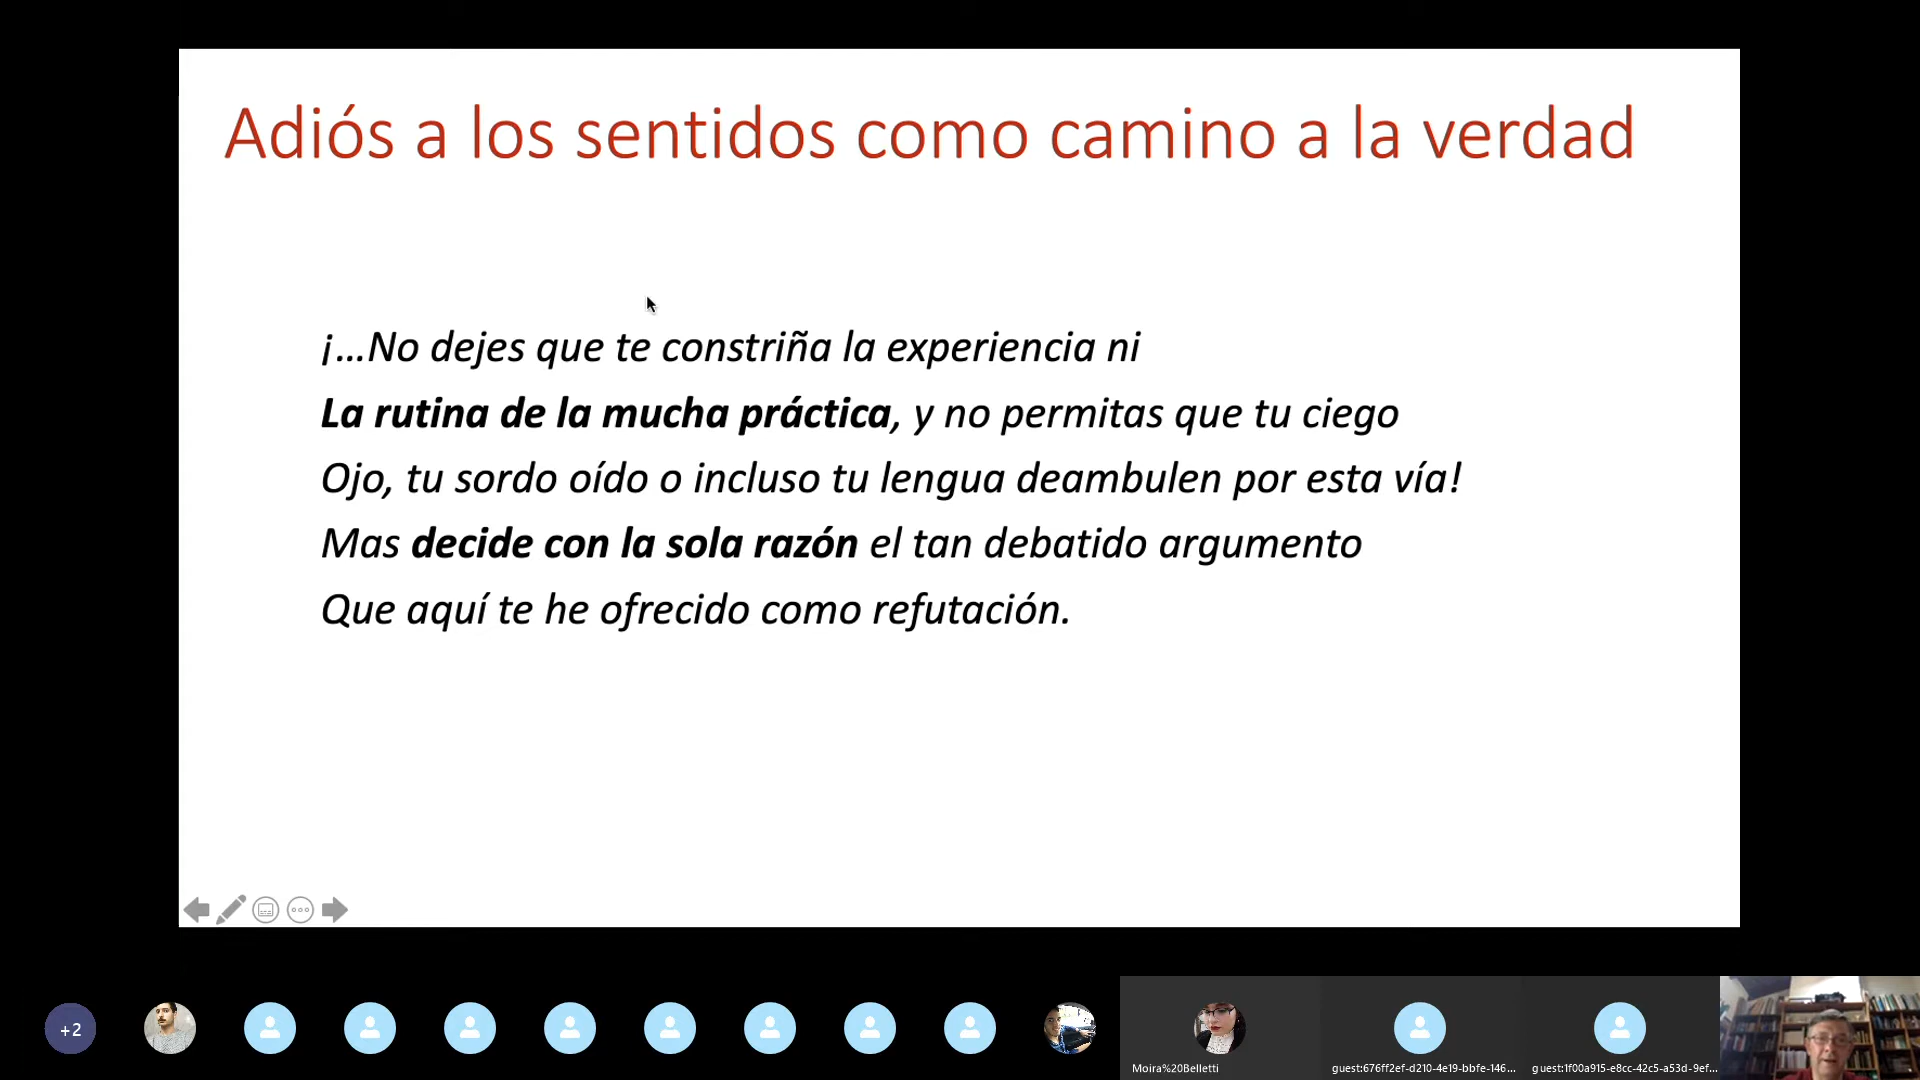 Adiós a los sentidos como camino a la verdad
¡...No dejes que te constriña la experiencia ni
La rutina de la mucha práctica, y no permitas que tu ciego
Ojo, tu sordo oído o incluso tu lengua deambulen por esta vía!
Mas decide con la sola razón el tan debatido argumento
Que aquí te he ofrecido como refutación.
+2
Moira%20Belletti
guest:676ff2ef-d210-4e19-bbfe-146...
guest:1f00a915-e8cc-42c5-a53d-9ef...